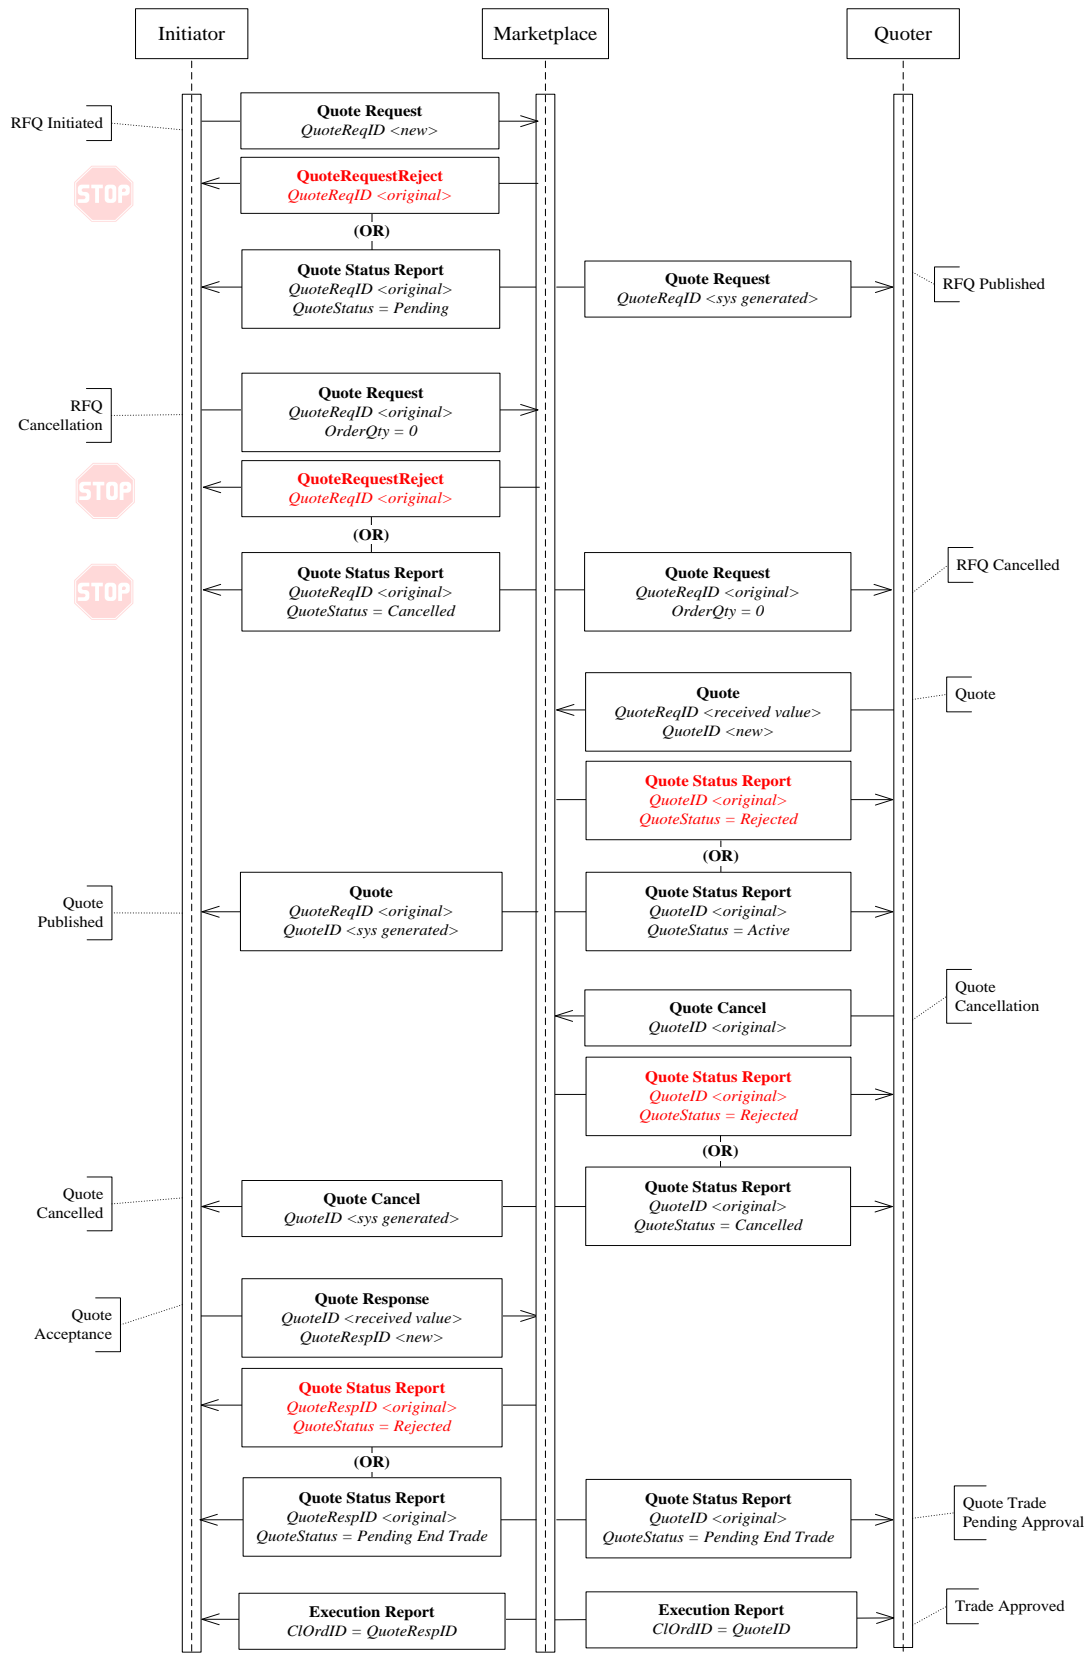 Initiator
Marketplace
Quoter
RFQ Initiated
Quote Request
QuoteReqID <new>
STOP
QuoteRequestReject
QuoteReqID <original>
(OR)
Quote Status Report
QuoteReqID <original>
QuoteStatus = Pending
Quote Request
QuoteReqID <sys generated>
RFQ Published
RFQ
Cancellation
Quote Request
QuoteReqID <original>
OrderQty = 0
STOP
QuoteRequestReject
QuoteReqID <original>
(OR)
STOP
Quote Status Report
QuoteReqID <original>
QuoteStatus = Cancelled
Quote Request
QuoteReqID <original>
OrderQty = 0
RFQ Cancelled
Quote
QuoteReqID <received value>
QuoteID <new>
Quote
Quote Status Report
QuoteID <original>
QuoteStatus = Rejected
(OR)
Quote
Published
Quote
QuoteReqID <original>
QuoteID <sys generated>
Quote Status Report
QuoteID <original>
QuoteStatus = Active
Quote Cancel
QuoteID <original>
Quote
Cancellation
Quote Status Report
QuoteID <original>
QuoteStatus = Rejected
(OR)
Quote
Cancelled
Quote Cancel
QuoteID <sys generated>
Quote Status Report
QuoteID <original>
QuoteStatus = Cancelled
Quote
Acceptance
Quote Response
QuoteID <received value>
QuoteRespID <new>
Quote Status Report
QuoteRespID <original>
QuoteStatus = Rejected
(OR)
Quote Status Report
QuoteRespID <original>
QuoteStatus = Pending End Trade
Quote Status Report
QuoteID <original>
QuoteStatus = Pending End Trade
Quote Trade
Pending Approval
Execution Report
ClOrdID = QuoteRespID
Execution Report
ClOrdID = QuoteID
Trade Approved